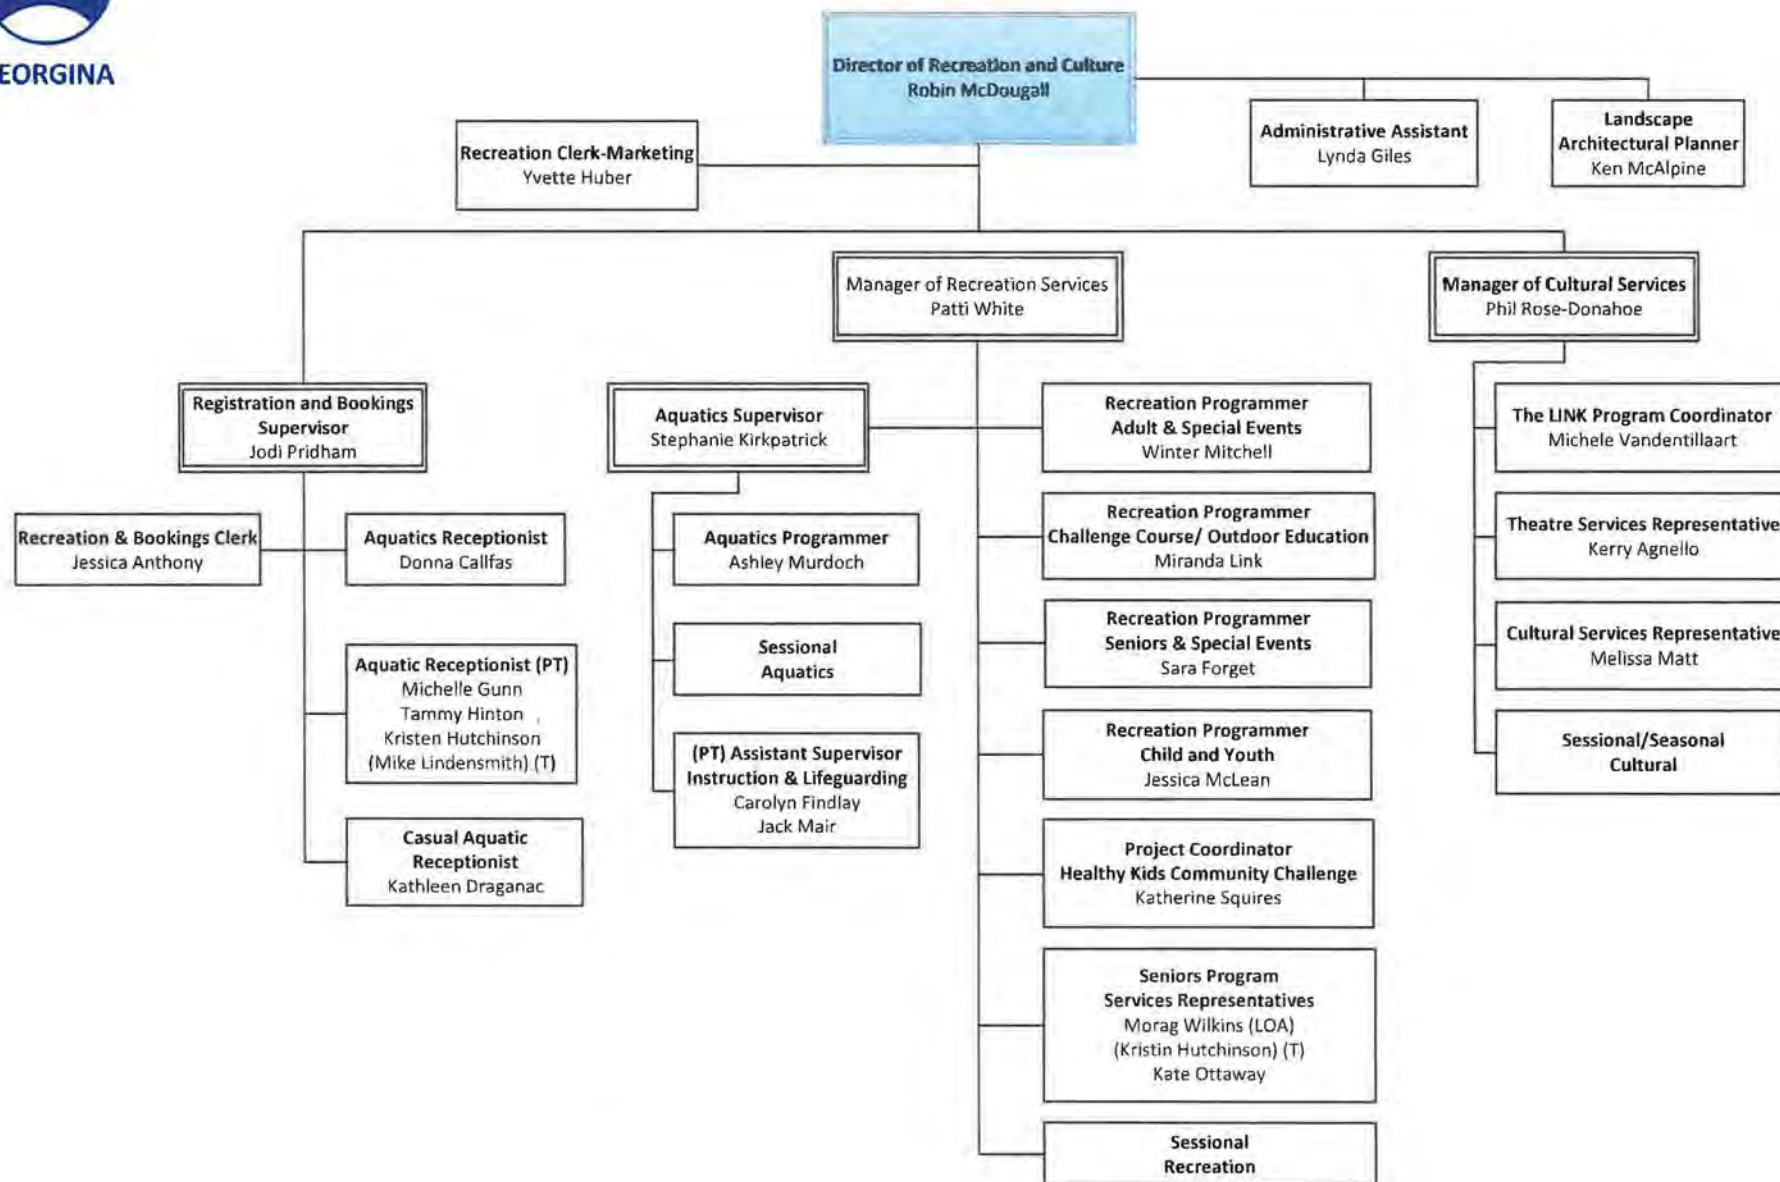 EORGINA
Director of Recreation and Culture
Robin McDougall
Administrative Assistant
Lynda Giles
Landscape
Architectural Planner
Ken McAlpine
Recreation Clerk-Marketing
Yvette Huber
Manager of Recreation Services
Patti White
Manager of Cultural Services
Phil Rose-Donahoe
Registration and Bookings
Supervisor
Jodi Pridham
Aquatics Supervisor
Stephanie Kirkpatrick
Recreation Programmer
Adult & Special Events
Winter Mitchell
The LINK Program Coordinator
Michele Vandentillaart
Recreation & Bookings Clerk
Jessica Anthony
Aquatics Receptionist
Donna Callfas
Aquatics Programmer
Ashley Murdoch
Recreation Programmer
Challenge Course/ Outdoor Education
Miranda Link
Theatre Services Representative
Kerry Agnello
Aquatic Receptionist (PT)
Michelle Gunn
Tammy Hinton
Kristen Hutchinson
(Mike Lindensmith) (T)
Sessional
Aquatics
Recreation Programmer
Seniors & Special Events
Sara Forget
Cultural Services Representative
Melissa Matt
(PT) Assistant Supervisor
Instruction & Lifeguarding
Carolyn Findlay
Jack Mair
Recreation Programmer
Child and Youth
Jessica McLean
Sessional/Seasonal
Cultural
Casual Aquatic
Receptionist
Kathleen Draganac
Project Coordinator
Healthy Kids Community Challenge
Katherine Squires
Seniors Program
Services Representatives
Morag Wilkins (LOA)
(Kristin Hutchinson) (T)
Kate Ottaway
Sessional
Recreation